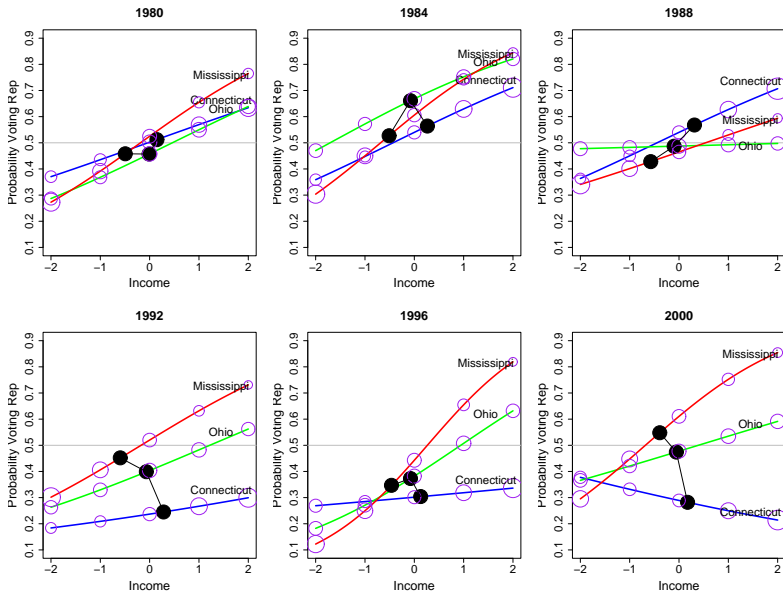 1980
Probability Voting Rep
0.1 0.2 0.3 0.4 0.5 0.6 0.7 0.8 0.9
Mississippi
Connecticut
Ohio
−2 −1 0 1 2
Income
1984
Probability Voting Rep
0.1 0.2 0.3 0.4 0.5 0.6 0.7 0.8 0.9
Mississippi
Ohio
Connecticut
−2 −1 0 1 2
Income
1988
Probability Voting Rep
0.1 0.2 0.3 0.4 0.5 0.6 0.7 0.8 0.9
Connecticut
Mississippi
Ohio
−2 −1 0 1 2
Income
1992
Probability Voting Rep
0.1 0.2 0.3 0.4 0.5 0.6 0.7 0.8 0.9
Mississippi
Ohio
Connecticut
−2 −1 0 1 2
Income
1996
Probability Voting Rep
0.1 0.2 0.3 0.4 0.5 0.6 0.7 0.8 0.9
Mississippi
Ohio
Connecticut
−2 −1 0 1 2
Income
2000
Probability Voting Rep
0.1 0.2 0.3 0.4 0.5 0.6 0.7 0.8 0.9
Mississippi
Ohio
Connecticut
−2 −1 0 1 2
Income